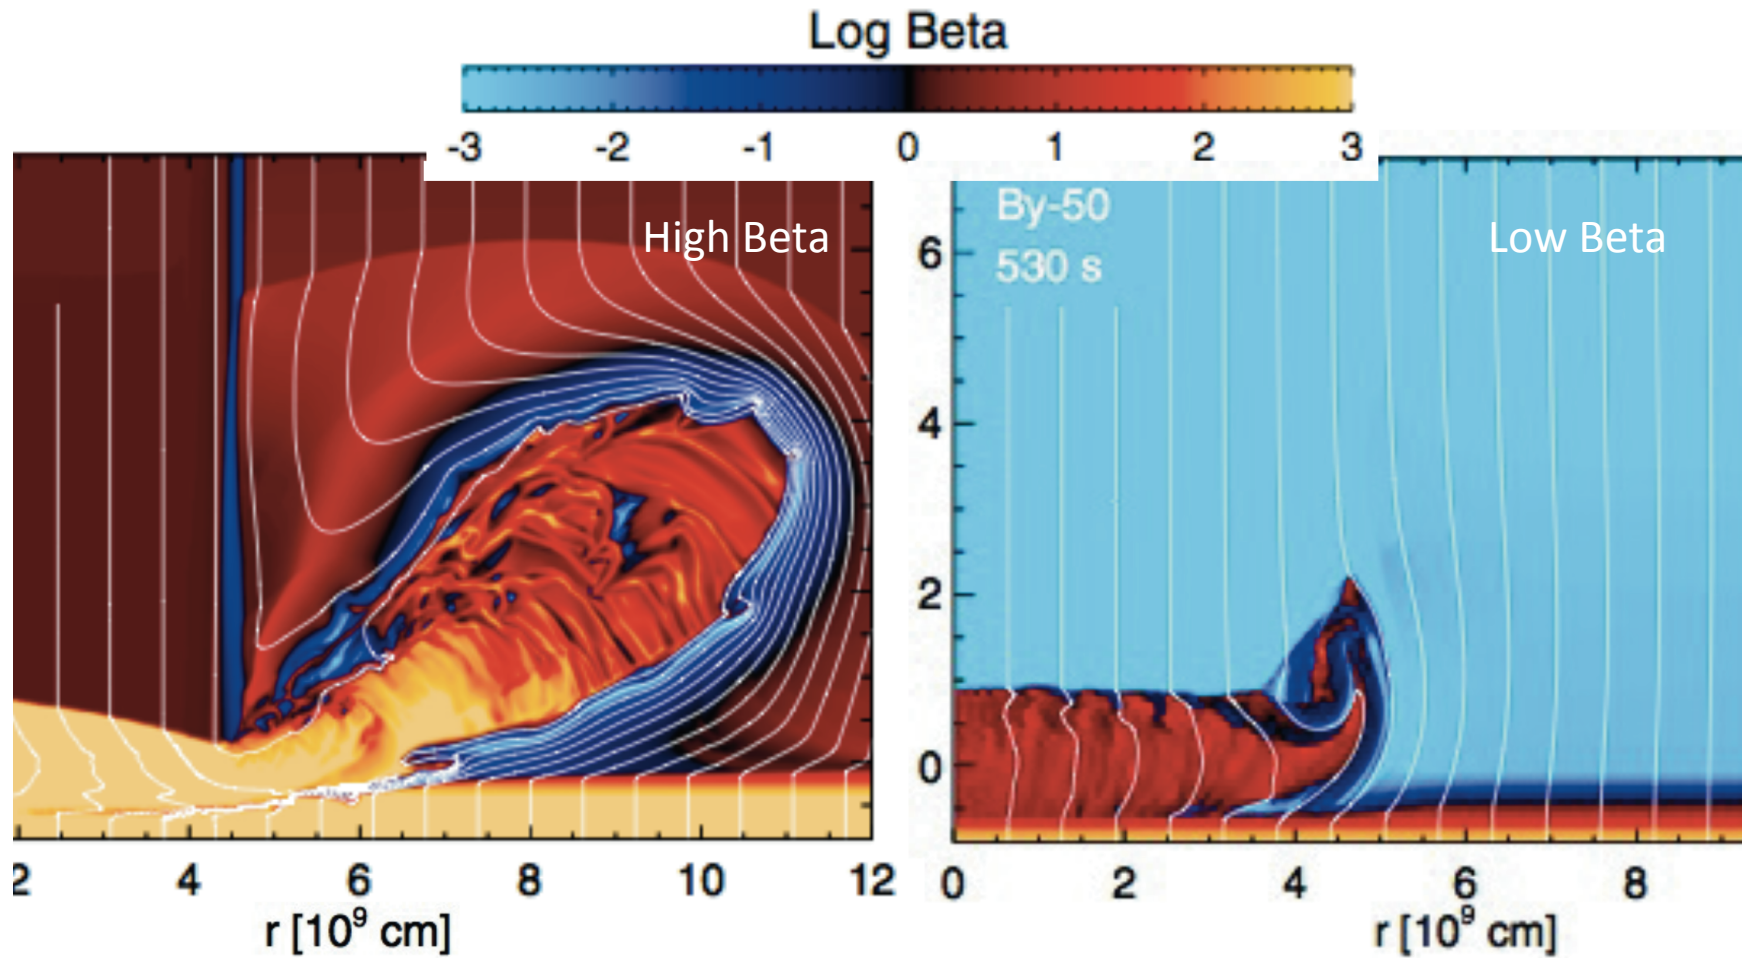 Log Beta
-3 -2 -1 0 1 2 3
High Beta
By-50
530 s
Low Beta
6
4
2
0
2 4 6 8 10 12
0 2 4 6 8
r [10⁹ cm]
r [10⁹ cm]